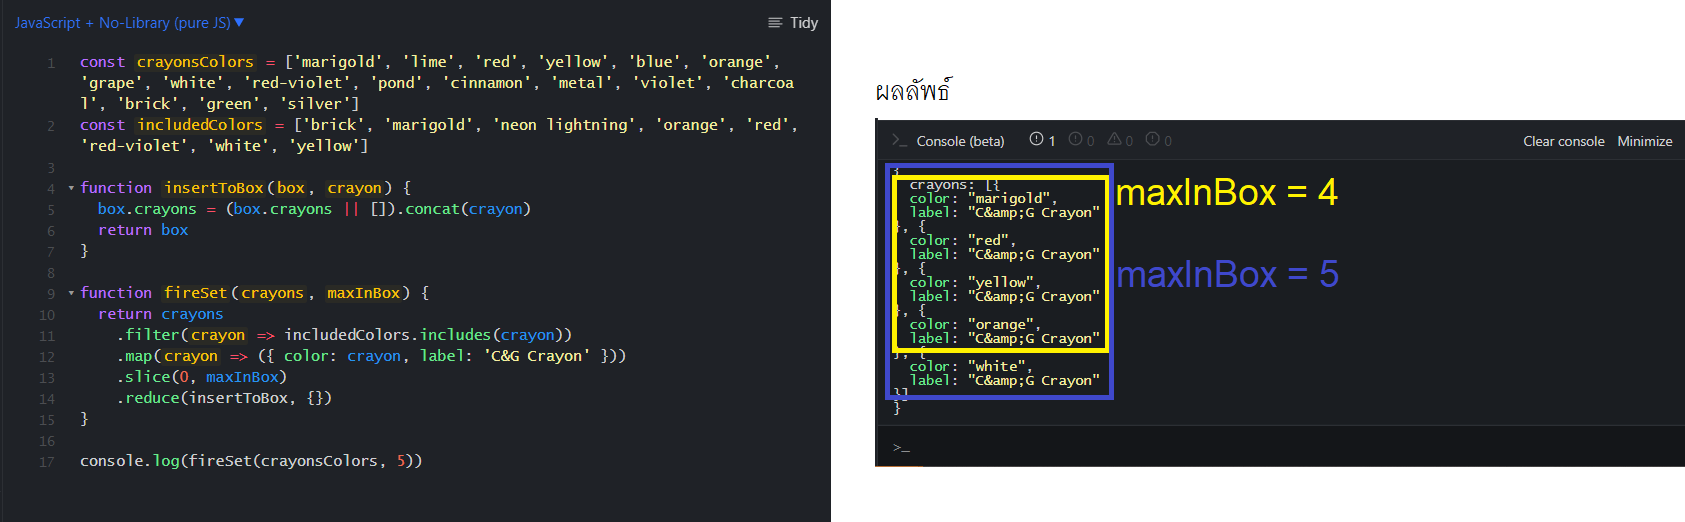 JavaScript + No-Library (pure JS) ▼
Tidy
1 const crayonsColors = ['marigold', 'lime', 'red', 'yellow', 'blue', 'orange',
'grape', 'white', 'red-violet', 'pond', 'cinnamon', 'metal', 'violet', 'charcoa
l', 'brick', 'green', 'silver']
2 const includedColors = ['brick', 'marigold', 'neon lightning', 'orange', 'red',
'red-violet', 'white', 'yellow']
3
4 function insertToBox(box, crayon) {
5 box.crayons = (box.crayons || []).concat(crayon)
6 return box
7 }
8
9 function fireSet(crayons, maxInBox) {
10 return crayons
11 .filter(crayon => includedColors.includes(crayon))
12 .map(crayon => ({ color: crayon, label: 'C&G Crayon' }))
13 .slice(0, maxInBox)
14 .reduce(insertToBox, {})
15 }
16
17 console.log(fireSet(crayonsColors, 5))
ผลลัพธ์
>_ Console (beta) 1 0 0 0 Clear console Minimize
{
crayons: [{
color: "marigold",
label: "C&amp;G Crayon"
}, {
color: "red",
label: "C&amp;G Crayon"
}, {
color: "yellow",
label: "C&amp;G Crayon"
}, {
color: "orange",
label: "C&amp;G Crayon"
}, {
color: "white",
label: "C&amp;G Crayon"
}]
}
>_
maxInBox = 4
maxInBox = 5